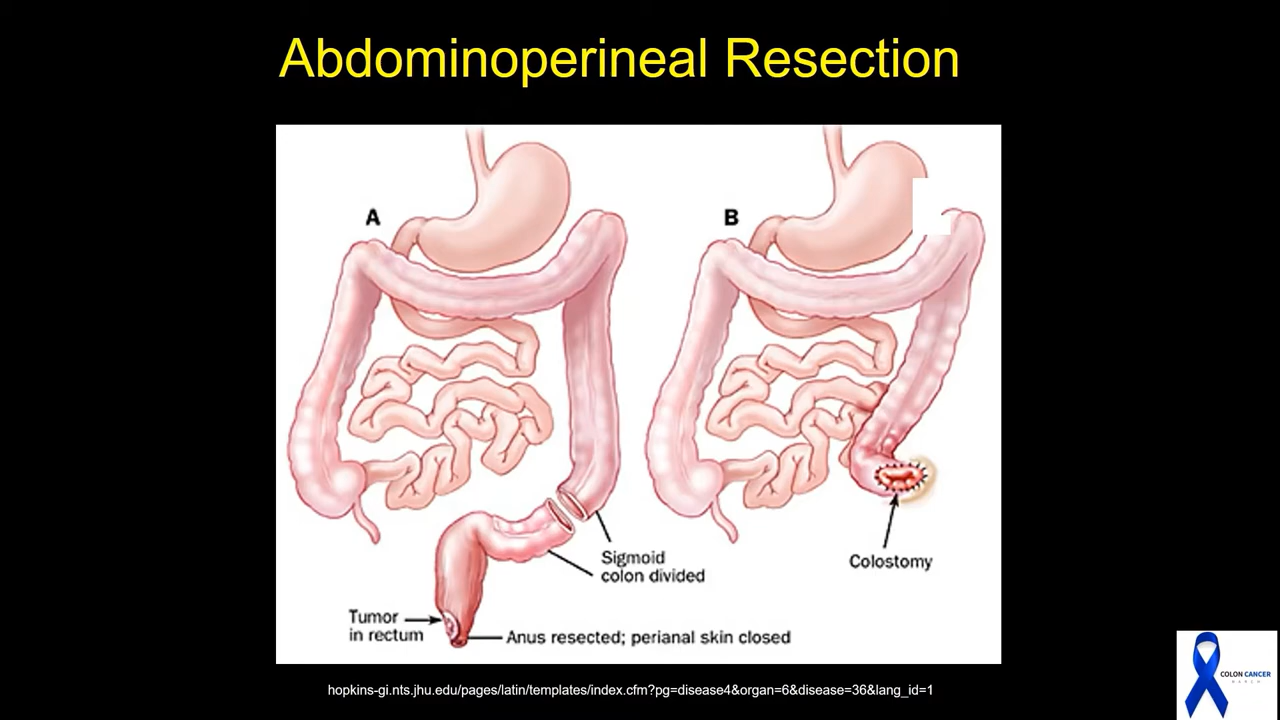 Abdominoperineal Resection
A
B
Sigmoid
colon divided
Colostomy
Tumor
in rectum
Anus resected; perianal skin closed
hopkins-gi.nts.jhu.edu/pages/latin/templates/index.cfm?pg=disease4&organ=6&disease=36&lang_id=1
COLON CANCER
MARCH